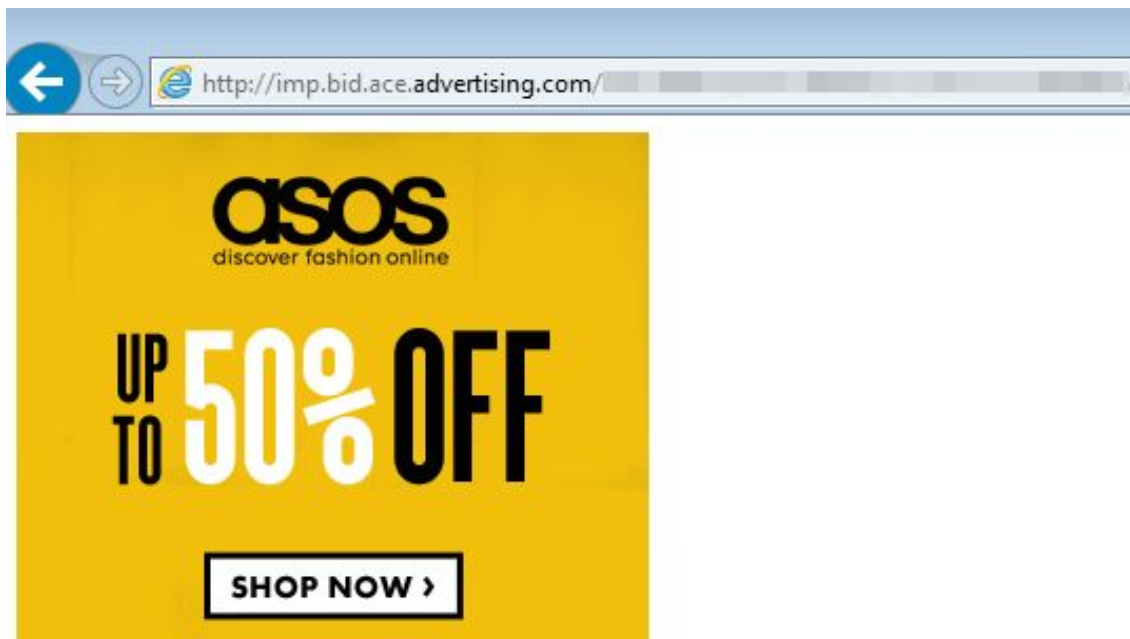 http://imp.bid.ace.advertising.com/
asos
discover fashion online
UP TO 50% OFF
SHOP NOW ›